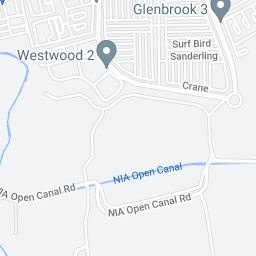 Glenbrook 3
Surf Bird
Sanderling
Westwood 2
Crane
NIA Open Canal
NIA Open Canal Rd
NIA Open Canal Rd